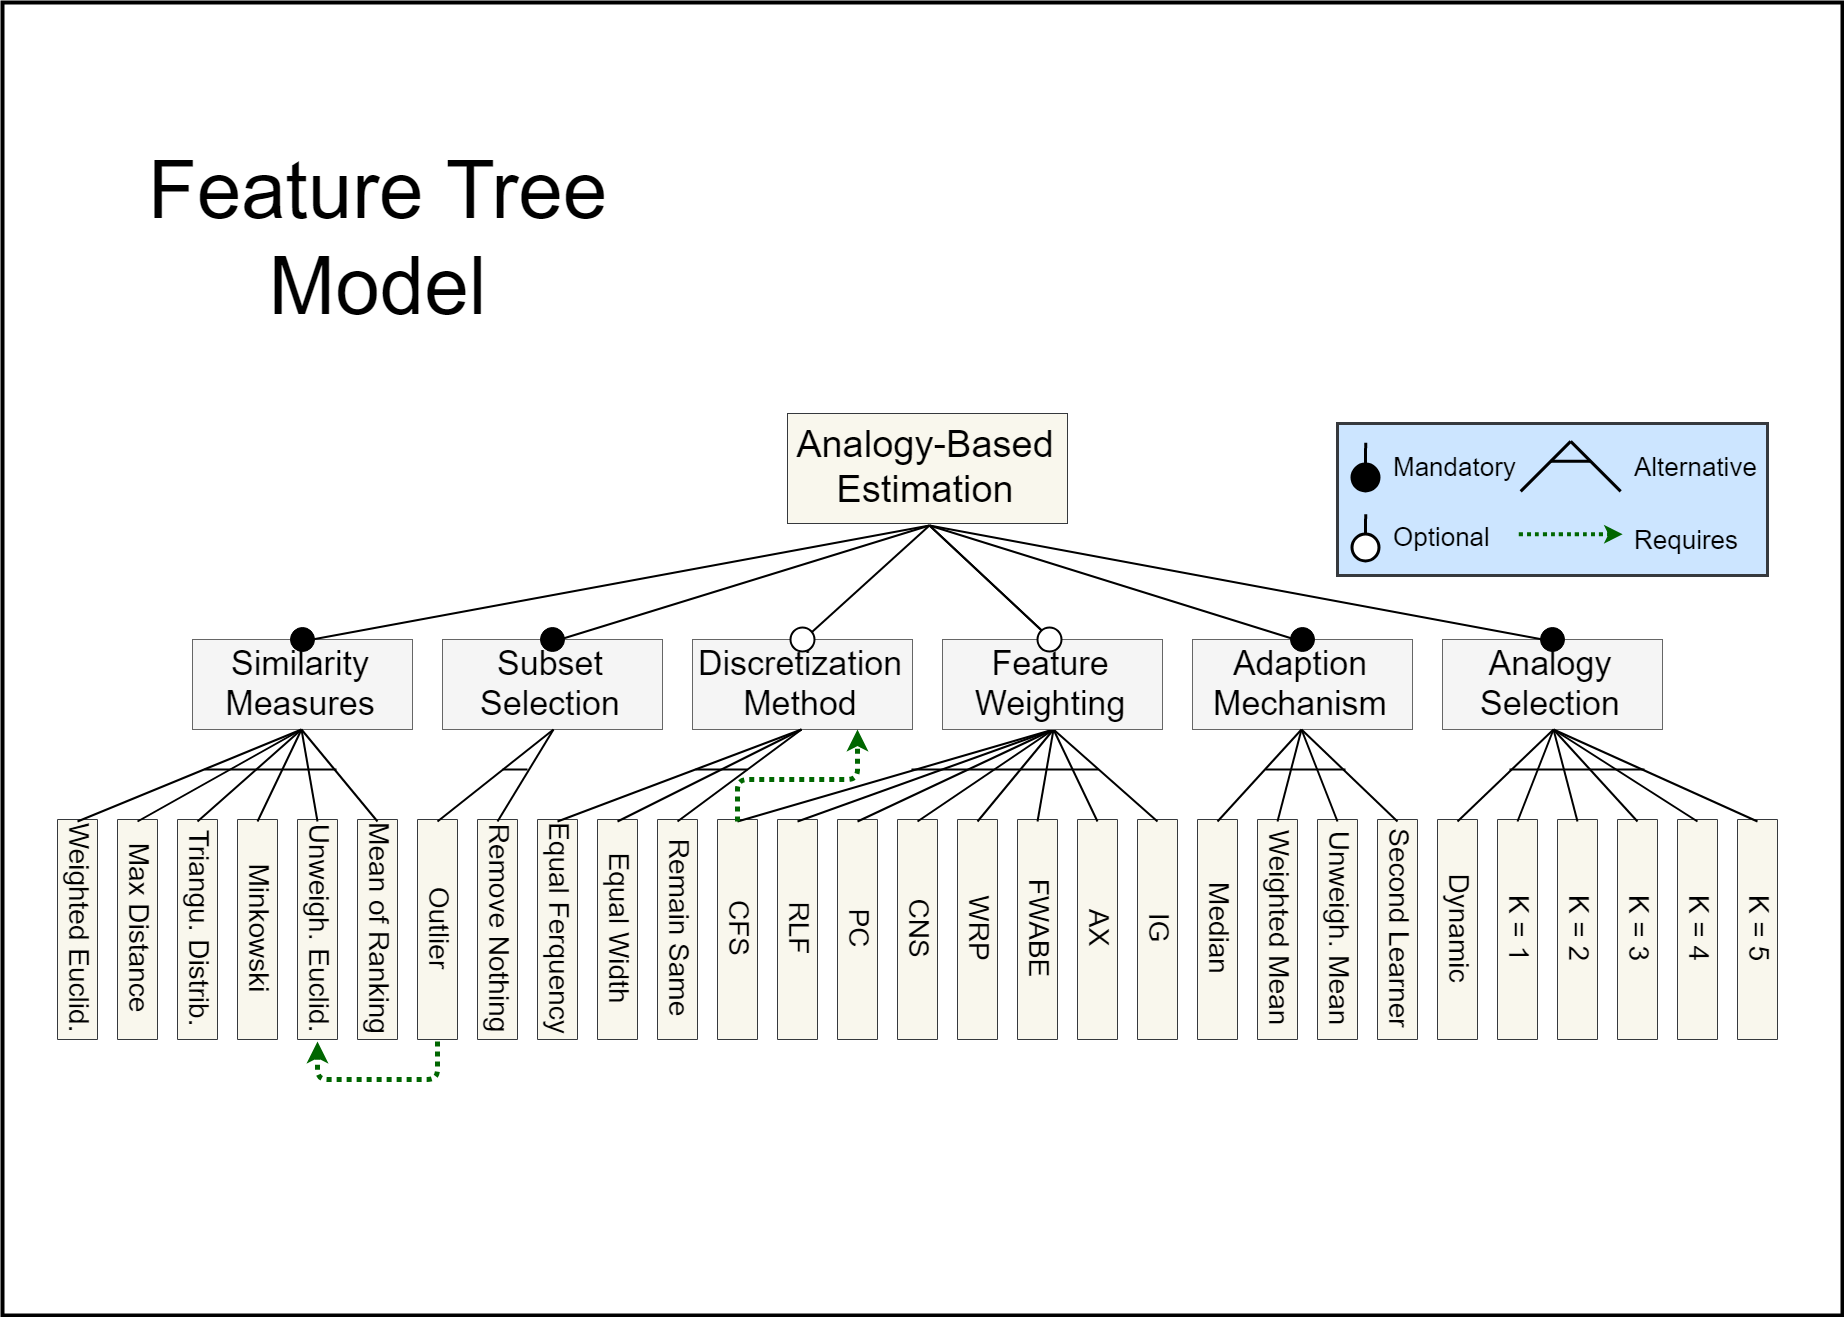 Feature Tree
Model
Analogy-Based
Estimation
Mandatory
Alternative
Optional
Requires
Similarity
Measures
Subset
Selection
Discretization
Method
Feature
Weighting
Adaption
Mechanism
Analogy
Selection
Weighted Euclid.
Max Distance
Triangu. Distrib.
Minkowski
Unweigh. Euclid.
Mean of Ranking
Outlier
Remove Nothing
Equal Ferquency
Equal Width
Remain Same
CFS
RLF
PC
CNS
WRP
FWABE
AX
IG
Median
Weighted Mean
Unweigh. Mean
Second Learner
Dynamic
K = 1
K = 2
K = 3
K = 4
K = 5